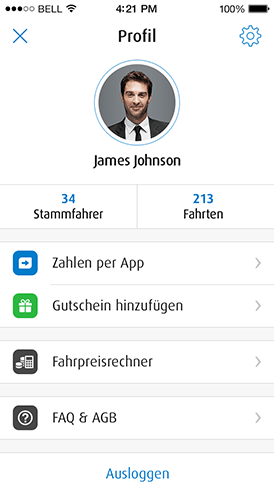 BELL 4:21 PM 100%
Profil
James Johnson
34 213
Stammfahrer Fahrten
Zahlen per App
Gutschein hinzufügen
Fahrpreisrechner
FAQ & AGB
Ausloggen